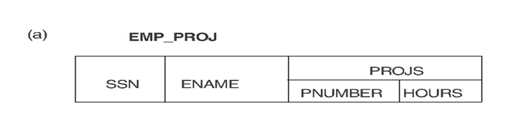 (a) EMP_PROJ
PROJS
SSN ENAME
PNUMBER HOURS